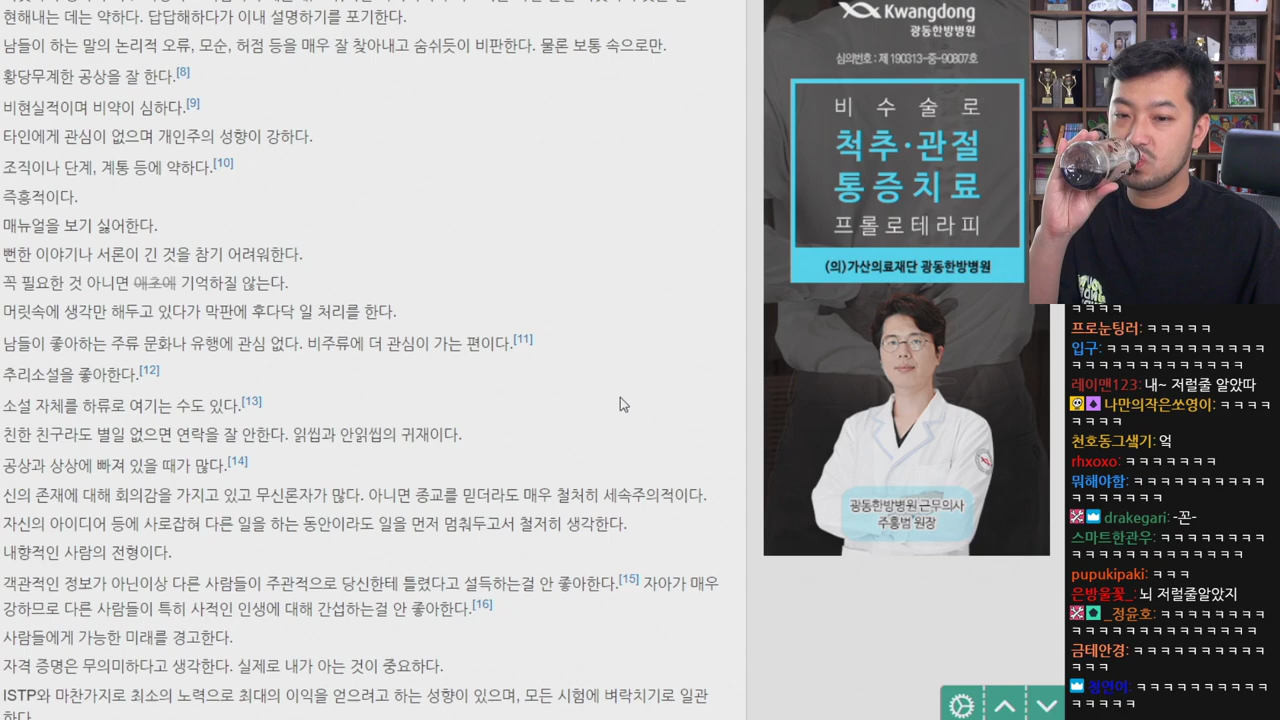 현해내는 데는 약하다. 답답해하다가 이내 설명하기를 포기한다.
남들이 하는 말의 논리적 오류, 모순, 허점 등을 매우 잘 찾아내고 숨쉬듯이 비판한다. 물론 보통 속으로만.
황당무계한 공상을 잘 한다.[8]
비현실적이며 비약이 심하다.[9]
타인에게 관심이 없으며 개인주의 성향이 강하다.
조직이나 단계, 계통 등에 약하다.[10]
즉흥적이다.
매뉴얼을 보기 싫어한다.
뻔한 이야기나 서론이 긴 것을 참기 어려워한다.
꼭 필요한 것 아니면 애초에 기억하질 않는다.
머릿속에 생각만 해두고 있다가 막판에 후다닥 일 처리를 한다.
남들이 좋아하는 주류 문화나 유행에 관심 없다. 비주류에 더 관심이 가는 편이다.[11]
추리소설을 좋아한다.[12]
소설 자체를 하류로 여기는 수도 있다.[13]
친한 친구라도 별일 없으면 연락을 잘 안한다. 읽씹과 안읽씹의 귀재이다.
공상과 상상에 빠져 있을 때가 많다.[14]
신의 존재에 대해 회의감을 가지고 있고 무신론자가 많다. 아니면 종교를 믿더라도 매우 철처히 세속주의적이다.
자신의 아이디어 등에 사로잡혀 다른 일을 하는 동안이라도 일을 먼저 멈춰두고서 철저히 생각한다.
내향적인 사람의 전형이다.
객관적인 정보가 아닌이상 다른 사람들이 주관적으로 당신한테 틀렸다고 설득하는걸 안 좋아한다.[15] 자아가 매우
강하므로 다른 사람들이 특히 사적인 인생에 대해 간섭하는걸 안 좋아한다.[16]
사람들에게 가능한 미래를 경고한다.
자격 증명은 무의미하다고 생각한다. 실제로 내가 아는 것이 중요하다.
ISTP와 마찬가지로 최소의 노력으로 최대의 이익을 얻으려고 하는 성향이 있으며, 모든 시험에 벼락치기로 일관
한다.
Kwangdong
광동한방병원
심의번호 : 제 190313-중-90807호
비수술로
척추·관절
통증치료
프롤로테라피
(의)가산의료재단 광동한방병원
광동한방병원 근무의사
주홍범 원장
ㅋㅋㅋㅋ
프로눈팅러: ㅋㅋㅋㅋㅋ
입구: ㅋㅋㅋㅋㅋㅋㅋㅋㅋㅋㅋㅋ
ㅋㅋㅋㅋㅋㅋㅋㅋㅋㅋㅋㅋㅋ
레이맨123: 내~ 저럴줄 알았따
나만의작은쏘영이: ㅋㅋㅋㅋ
ㅋㅋㅋㅋ
천호동그샠기: 엌
rhxoxo: ㅋㅋㅋㅋㅋㅋㅋ
뭐해야함: ㅋㅋㅋㅋㅋㅋㅋㅋㅋㅋ
ㅋㅋㅋㅋㅋㅋㅋ
drakegari: -끈-
스마트한관우: ㅋㅋㅋㅋㅋㅋㅋㅋ
ㅋㅋㅋㅋㅋㅋㅋㅋㅋㅋㅋㅋㅋ
pupukipaki: ㅋㅋㅋ
은방울꽃_: 뇌 저럴줄알았지
_정윤호: ㅋㅋㅋㅋㅋㅋㅋㅋ
ㅋㅋㅋㅋㅋㅋㅋㅋㅋㅋㅋㅋㅋㅋ
금테안경: ㅋㅋㅋㅋㅋㅋㅋㅋㅋㅋ
ㅋㅋㅋ
청연이: ㅋㅋㅋㅋㅋㅋㅋㅋㅋㅋ
ㅋㅋㅋㅋㅋ